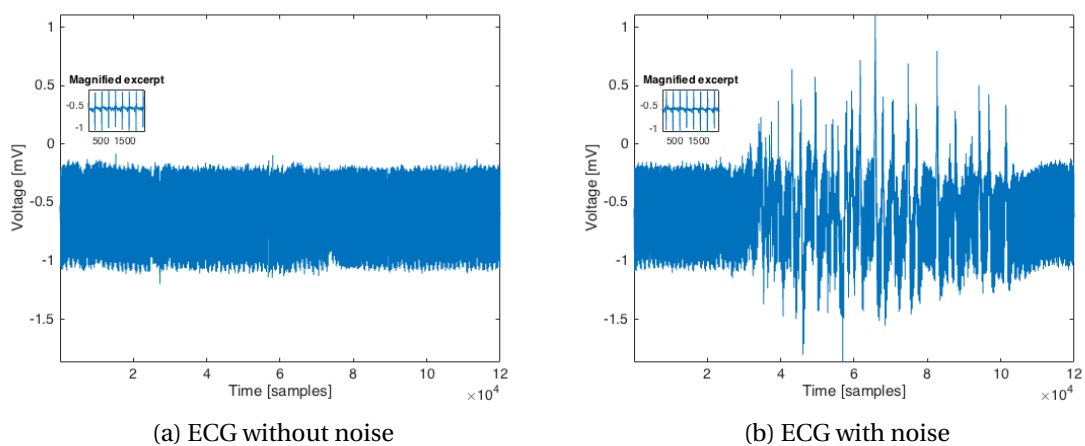 1
0.5
Magnified excerpt
-0.5
-1
500 1500
0
-0.5
-1
-1.5
Voltage [mV]
0 2 4 6 8 10 12
Time [samples]
×10^4
(a) ECG without noise
1
0.5
Magnified excerpt
-0.5
-1
500 1500
0
-0.5
-1
-1.5
Voltage [mV]
0 2 4 6 8 10 12
Time [samples]
×10^4
(b) ECG with noise